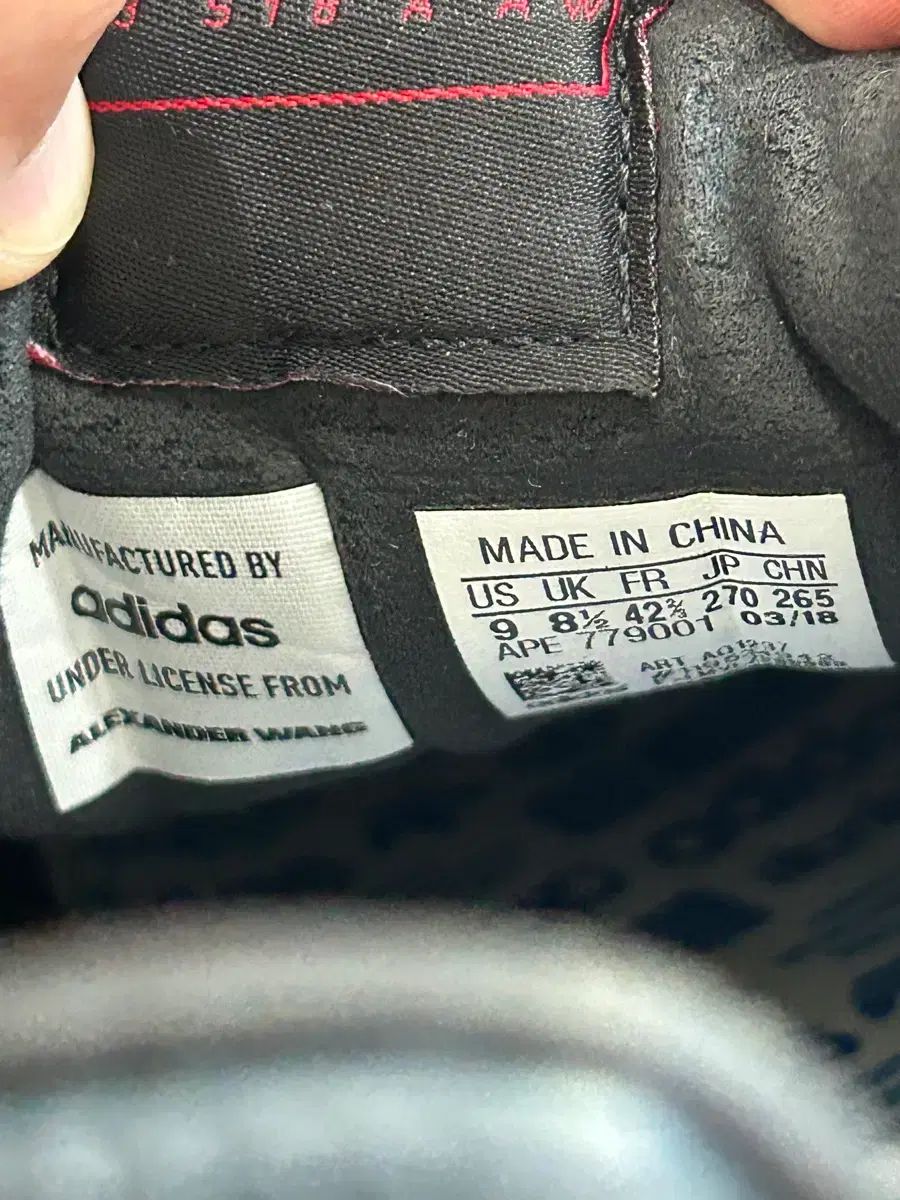 MANUFACTURED BY
adidas
UNDER LICENSE FROM
ALEXANDER WANG
MADE IN CHINA
US UK FR JP CHN
9 8½ 42⅔ 270 265
APE 779001 03/18
ART